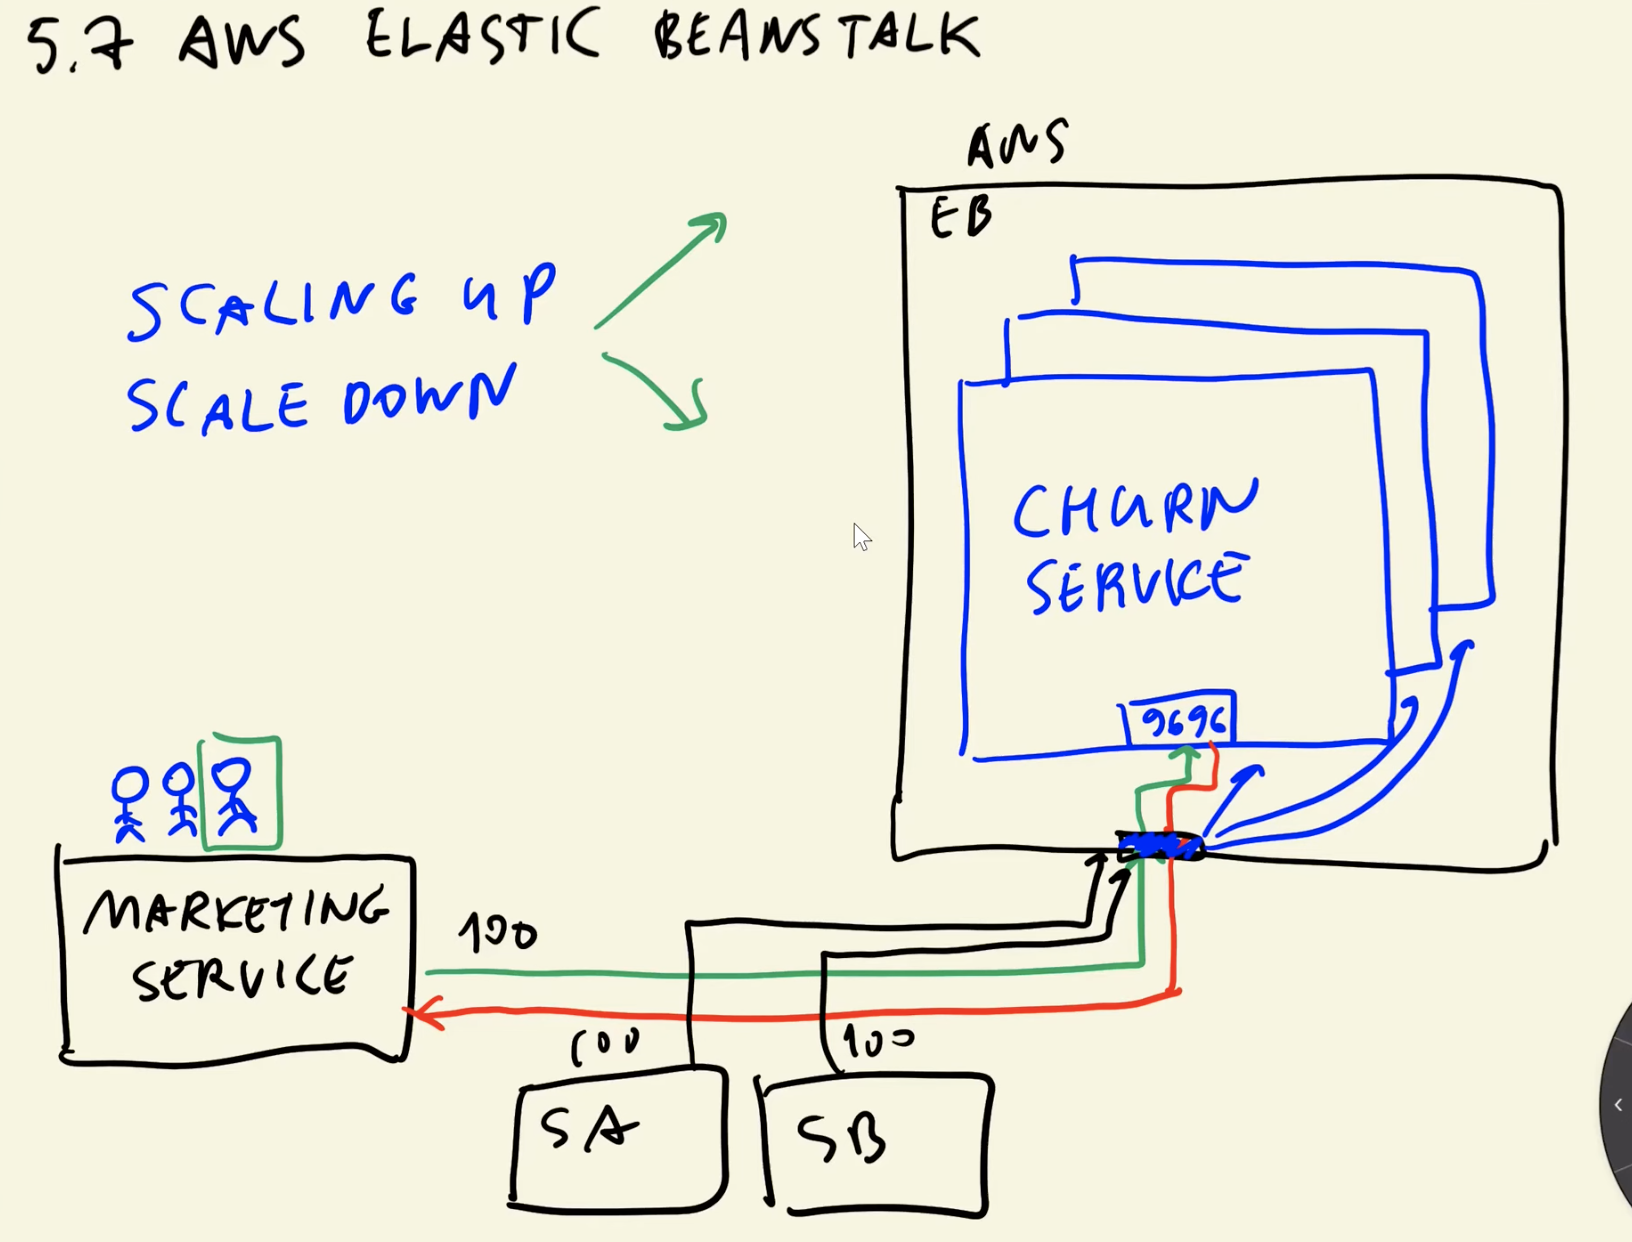 5.7 AWS ELASTIC BEANSTALK
AWS
EB
SCALING UP
SCALE DOWN
CHURN
SERVICE
9696
MARKETING
SERVICE
100
100
100
SA
SB